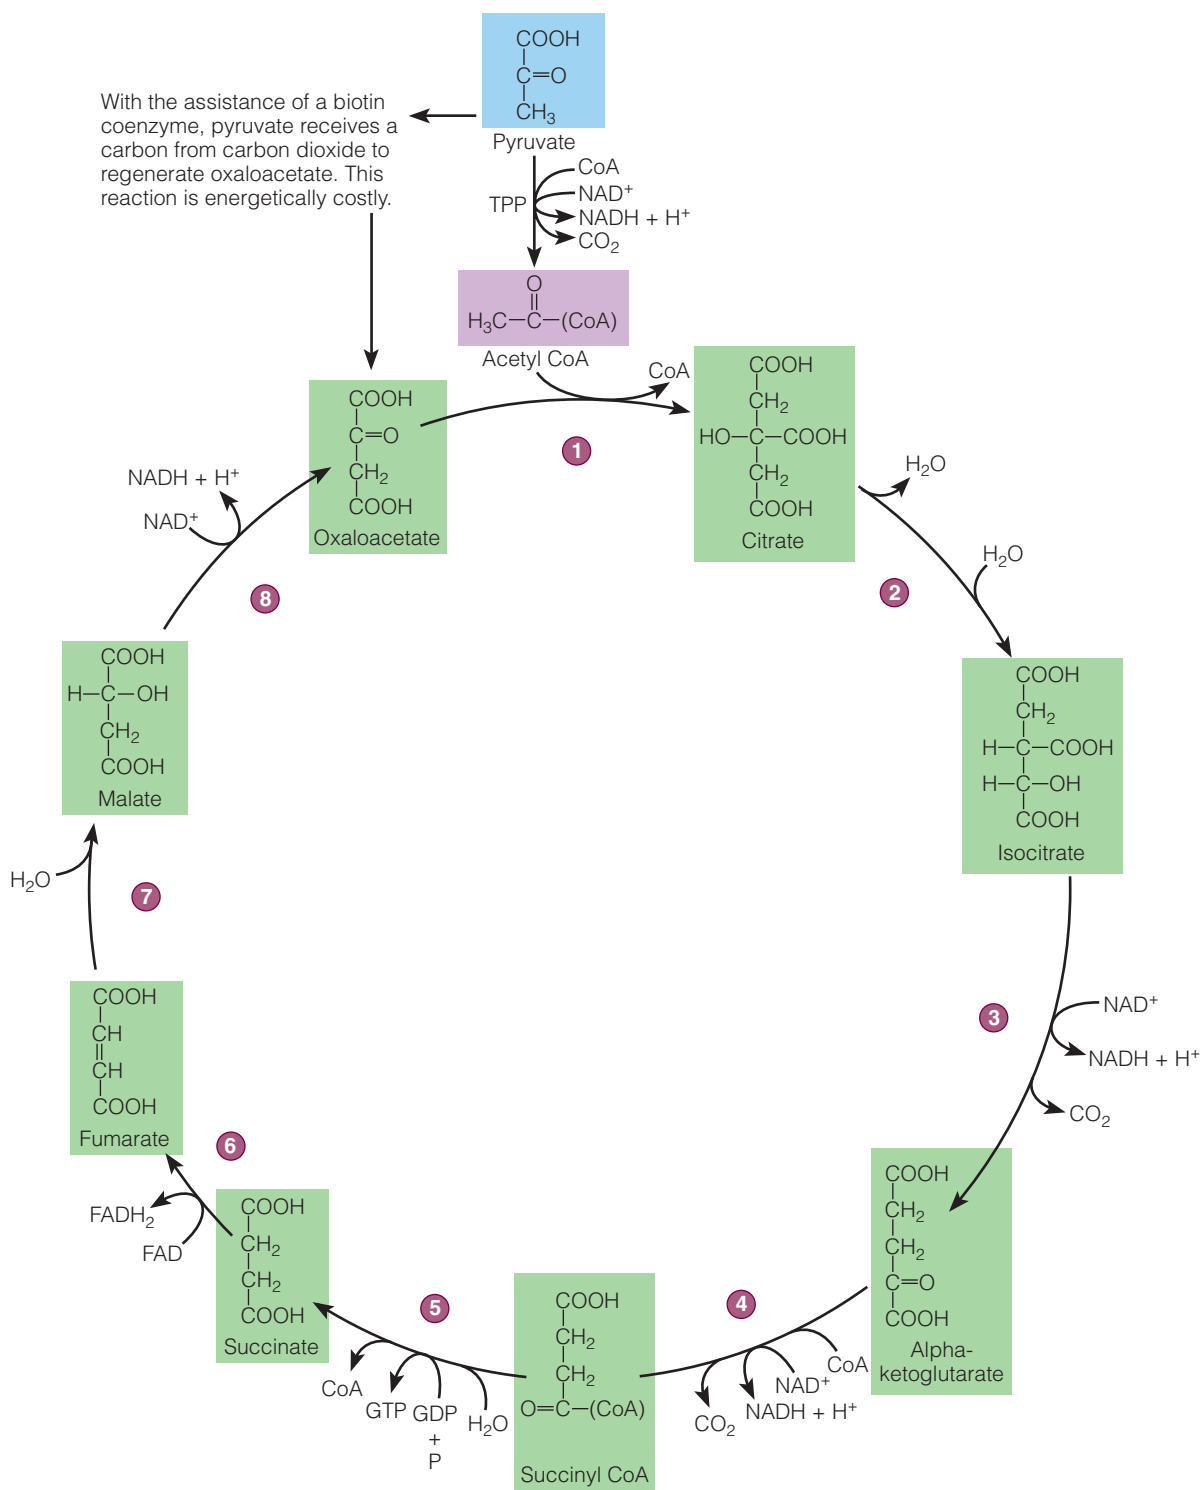 COOH
C=O
CH₃
Pyruvate
With the assistance of a biotin
coenzyme, pyruvate receives a
carbon from carbon dioxide to
regenerate oxaloacetate. This
reaction is energetically costly.
TPP
CoA
NAD⁺
NADH + H⁺
CO₂
O
H₃C—C—(CoA)
Acetyl CoA
CoA
1
COOH
CH₂
HO—C—COOH
CH₂
COOH
Citrate
H₂O
H₂O
2
COOH
CH₂
H—C—COOH
H—C—OH
COOH
Isocitrate
3
NAD⁺
NADH + H⁺
CO₂
COOH
CH₂
CH₂
C=O
COOH
Alpha-
ketoglutarate
4
CoA
NAD⁺
NADH + H⁺
CO₂
COOH
CH₂
CH₂
O=C—(CoA)
Succinyl CoA
5
H₂O
GDP
+
P
GTP
CoA
COOH
CH₂
CH₂
COOH
Succinate
6
FAD
FADH₂
COOH
CH
CH
COOH
Fumarate
7
H₂O
COOH
H—C—OH
CH₂
COOH
Malate
8
NAD⁺
NADH + H⁺
COOH
C=O
CH₂
COOH
Oxaloacetate